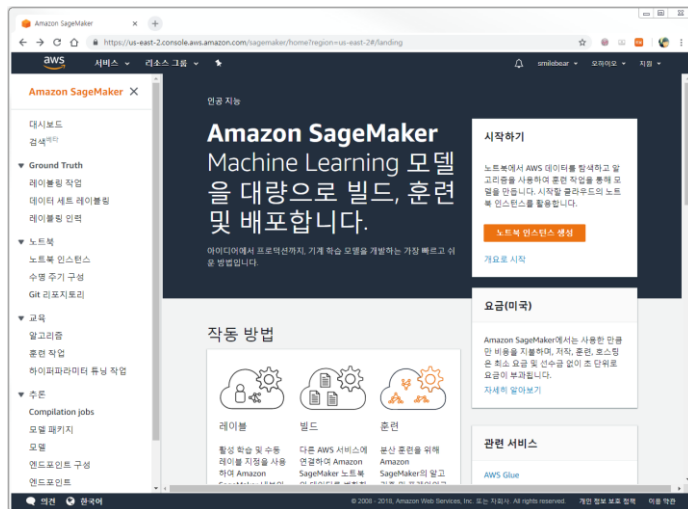 Amazon SageMaker
https://us-east-2.console.aws.amazon.com/sagemaker/home?region=us-east-2#/landing
aws
서비스
리소스 그룹
smilebear
오하이오
지원
Amazon SageMaker
대시보드
검색베타
Ground Truth
레이블링 작업
데이터 세트 레이블링
레이블링 인력
노트북
노트북 인스턴스
수명 주기 구성
Git 리포지토리
교육
알고리즘
훈련 작업
하이퍼파라미터 튜닝 작업
추론
Compilation jobs
모델 패키지
모델
엔드포인트 구성
엔드포인트
인공 지능
Amazon SageMaker
Machine Learning 모델
을 대량으로 빌드, 훈련
및 배포합니다.
아이디어에서 프로덕션까지, 기계 학습 모델을 개발하는 가장 빠르고 쉬
운 방법입니다.
시작하기
노트북에서 AWS 데이터를 탐색하고 알
고리즘을 사용하여 훈련 작업을 통해 모
델을 만듭니다. 시작할 클라우드의 노트
북 인스턴스를 활용합니다.
노트북 인스턴스 생성
개요로 시작
요금(미국)
Amazon SageMaker에서는 사용한 만큼
만 비용을 지불하며, 저작, 훈련, 호스팅
은 최소 요금 및 선수금 없이 초 단위로
요금이 부과됩니다.
자세히 알아보기
관련 서비스
AWS Glue
작동 방법
레이블
활성 학습 및 수동
레이블 지정을 사용
하여 Amazon
빌드
다른 AWS 서비스에
연결하여 Amazon
SageMaker 노트북
훈련
분산 훈련을 위해
Amazon
SageMaker의 알고
의견
한국어
© 2008 - 2019, Amazon Web Services, Inc. 또는 자회사. All rights reserved.
개인 정보 보호 정책
이용 약관